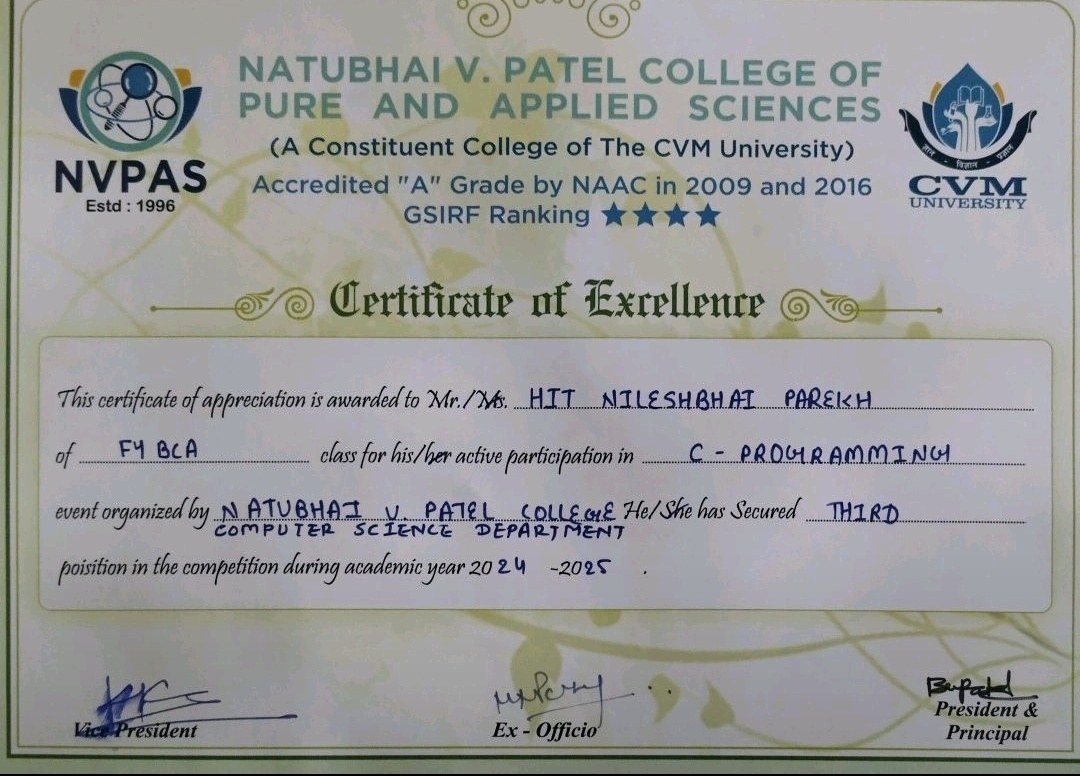 NATUBHAI V. PATEL COLLEGE OF
PURE AND APPLIED SCIENCES
(A Constituent College of The CVM University)
Accredited "A" Grade by NAAC in 2009 and 2016
GSIRF Ranking ★★★★
NVPAS
Estd : 1996
ज्ञान - विज्ञान - प्रज्ञान
CVM
UNIVERSITY
Certificate of Excellence
This certificate of appreciation is awarded to Mr./Ms. HIT NILESHBHAI PAREKH
of FY BCA class for his/her active participation in C - PROGRAMMING
event organized by NATUBHAI V. PATEL COLLEGE He/She has Secured THIRD
COMPUTER SCIENCE DEPARTMENT
poisition in the competition during academic year 2024 -2025 .
Vice President
Ex - Officio
President &
Principal